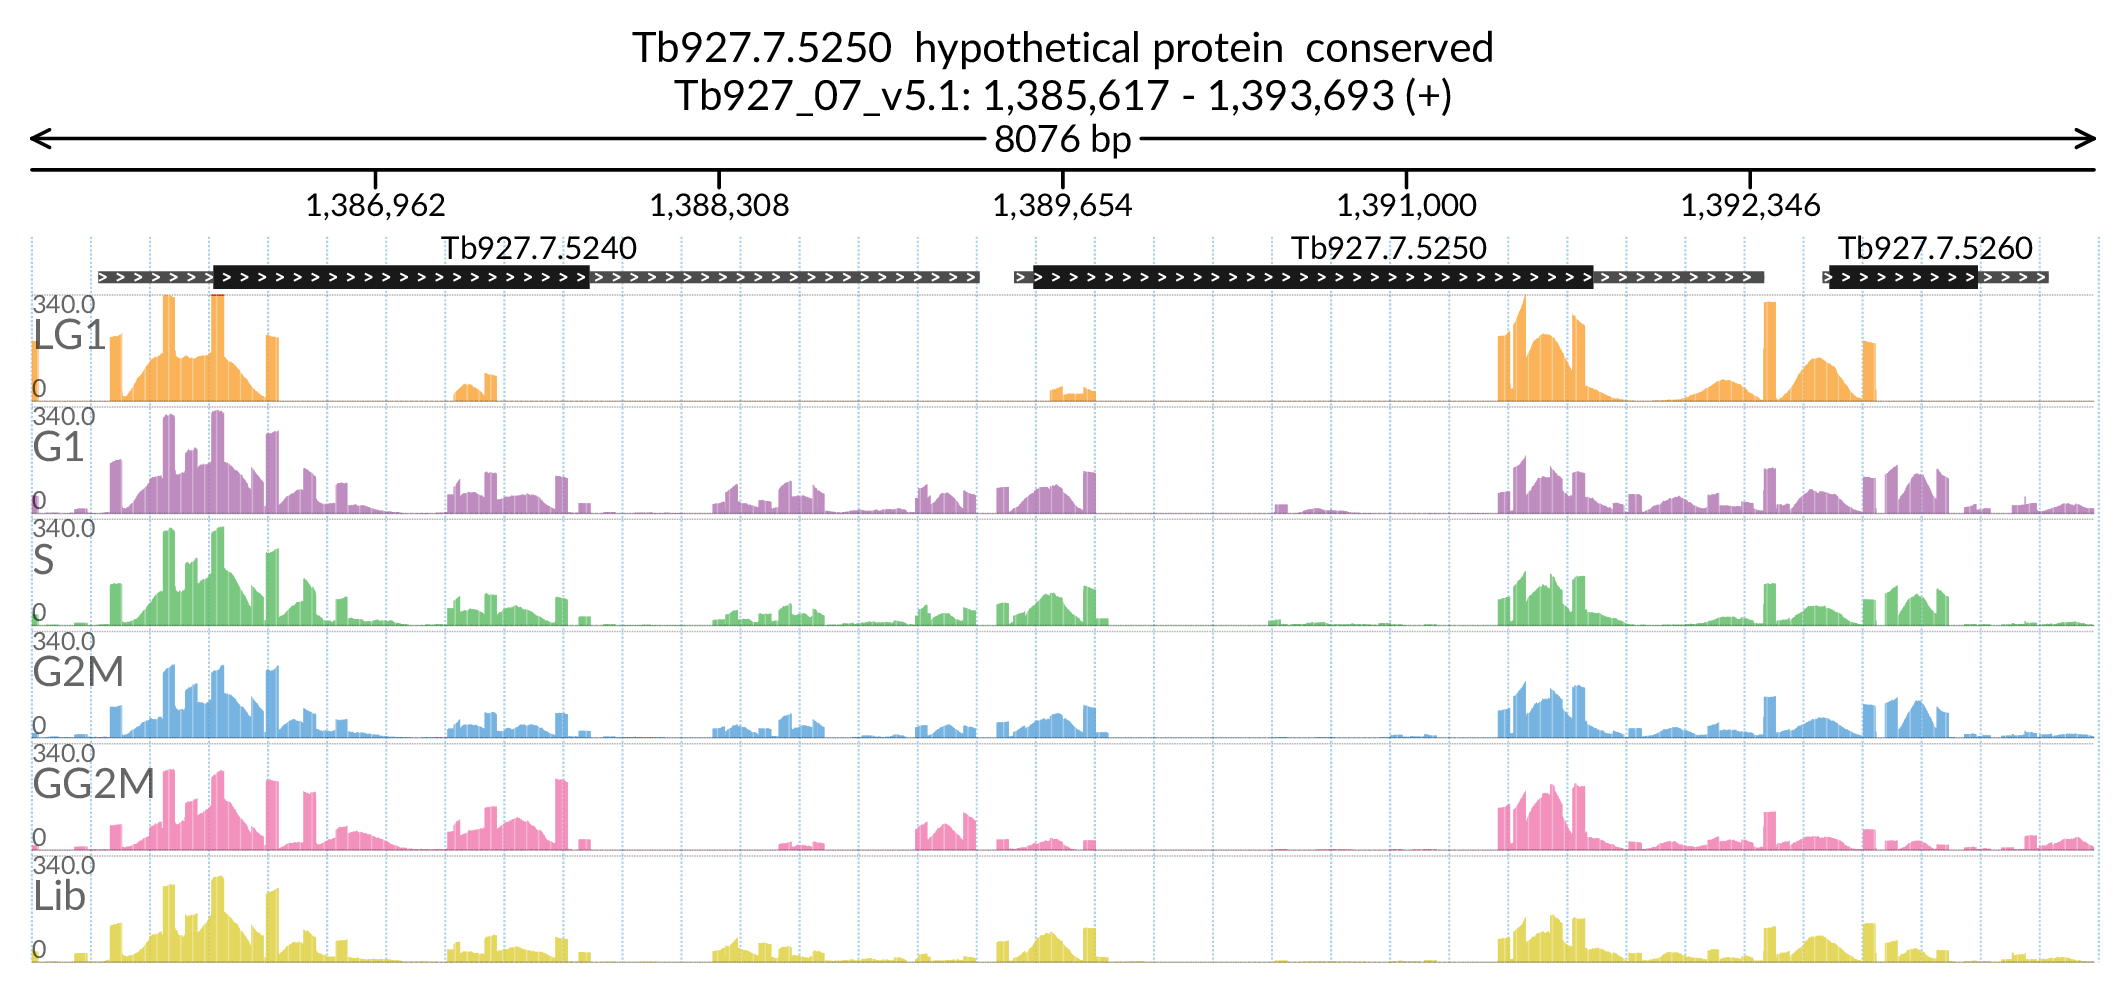 Tb927.7.5250 hypothetical protein conserved
Tb927_07_v5.1: 1,385,617 - 1,393,693 (+)
8076 bp
1,386,962 1,388,308 1,389,654 1,391,000 1,392,346
Tb927.7.5240 Tb927.7.5250 Tb927.7.5260
340.0
LG1
0
340.0
G1
0
340.0
S
0
340.0
G2M
0
340.0
GG2M
0
340.0
Lib
0